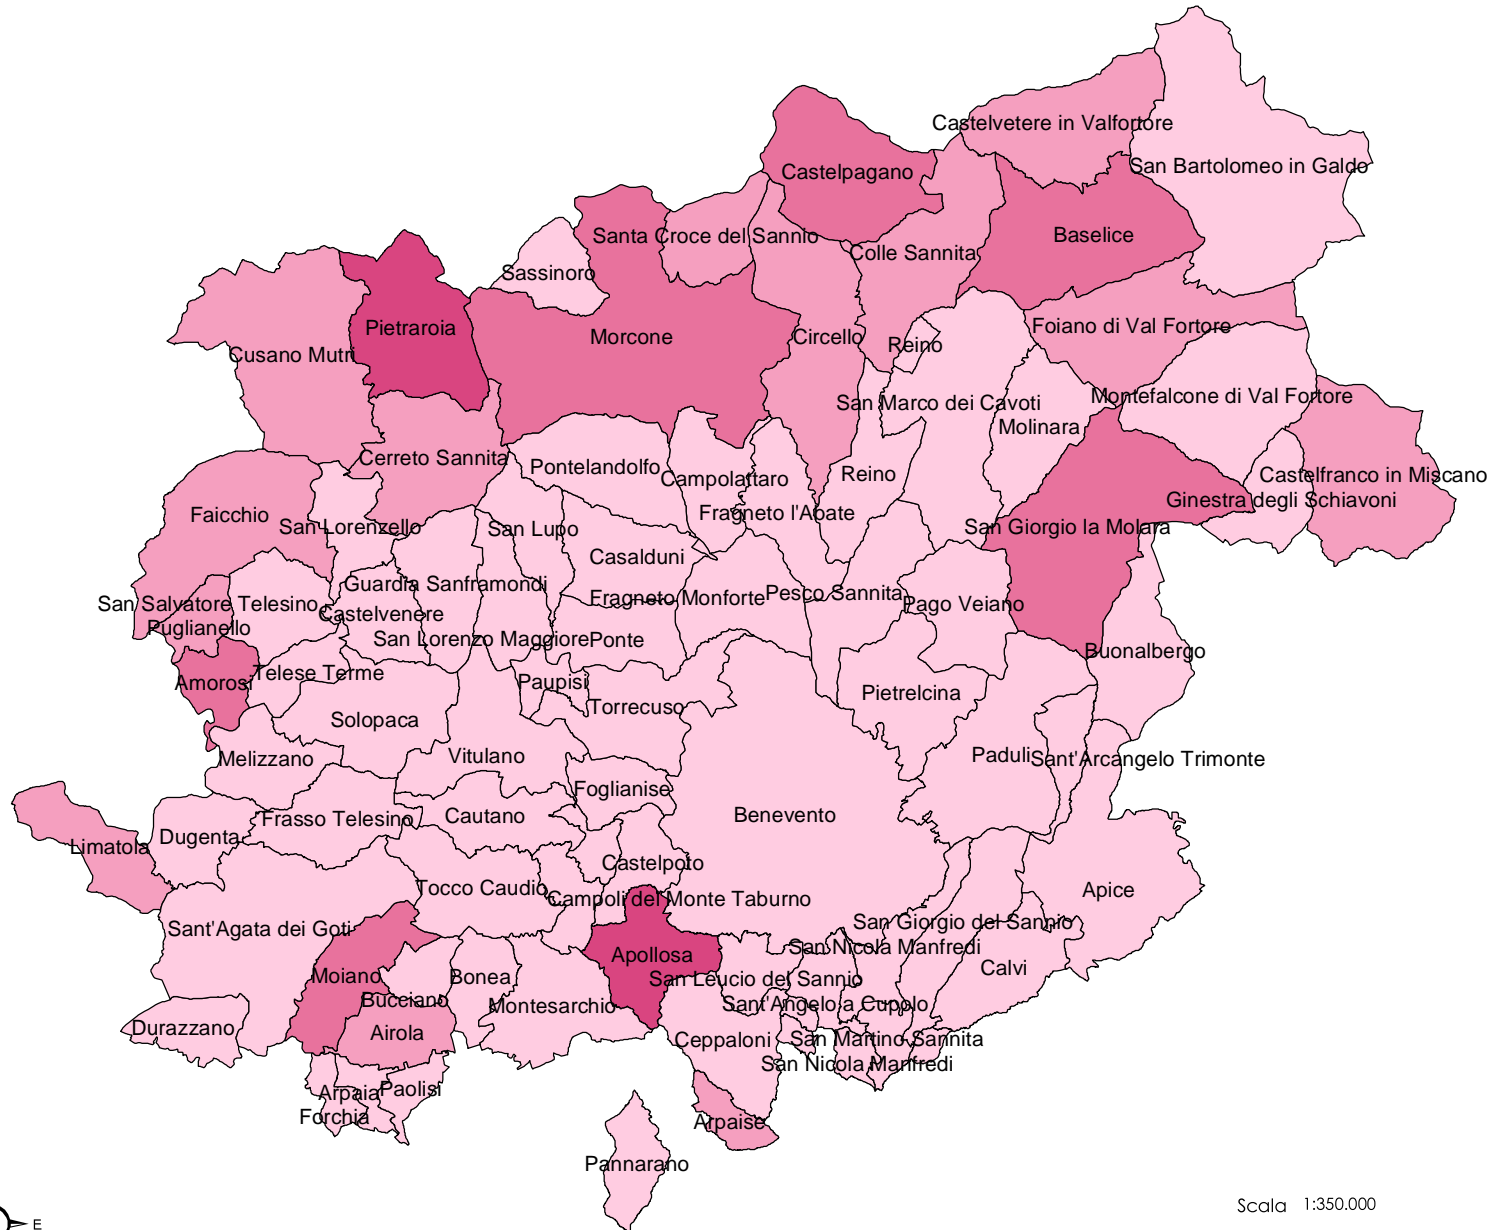 Castelvetere in Valfortore
San Bartolomeo in Galdo
Castelpagano
Baselice
Santa Croce del Sannio
Colle Sannita
Sassinoro
Pietraroia
Morcone
Circello
Foiano di Val Fortore
Reino
Cusano Mutri
Montefalcone di Val Fortore
San Marco dei Cavoti
Molinara
Cerreto Sannita
Pontelandolfo
Campolattaro
Reino
Castelfranco in Miscano
Ginestra degli Schiavoni
Faicchio
San Lorenzello
San Lupo
Fragneto l'Abate
San Giorgio la Molara
Casalduni
Guardia Sanframondi
Fragneto Monforte
Pesco Sannita
Pago Veiano
San Salvatore Telesino
Castelvenere
Puglianello
San Lorenzo Maggiore
Ponte
Buonalbergo
Amorosi
Telese Terme
Paupisi
Pietrelcina
Torrecuso
Solopaca
Melizzano
Vitulano
Paduli
Sant'Arcangelo Trimonte
Foglianise
Frasso Telesino
Cautano
Benevento
Dugenta
Limatola
Castelpoto
Tocco Caudio
Apice
Campoli del Monte Taburno
Sant'Agata dei Goti
San Giorgio del Sannio
San Nicola Manfredi
Apollosa
Calvi
Moiano
Bonea
San Leucio del Sannio
Bucciano
Montesarchio
Sant'Angelo a Cupolo
Durazzano
Airola
Ceppaloni
San Martino Sannita
San Nicola Manfredi
Arpaia
Paolisi
Forchia
Arpaise
Pannarano
Scala 1:350.000
E